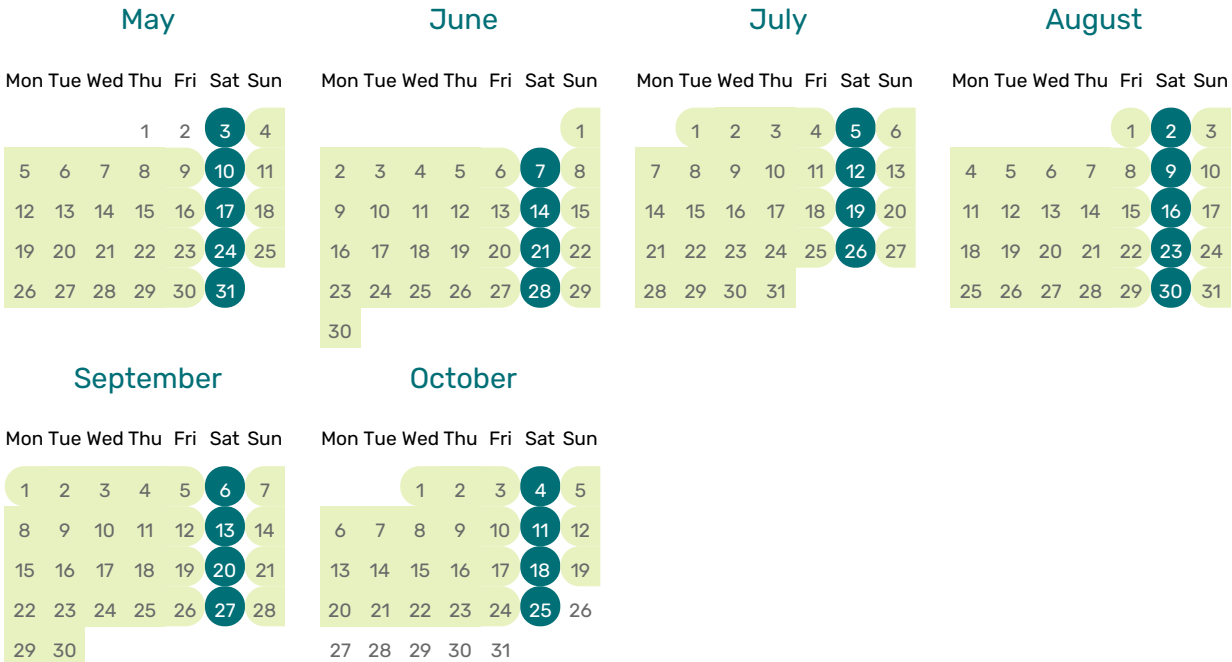 May June July August
Mon Tue Wed Thu Fri Sat Sun Mon Tue Wed Thu Fri Sat Sun Mon Tue Wed Thu Fri Sat Sun Mon Tue Wed Thu Fri Sat Sun
1 2 3 4 1 1 2 3 4 5 6 1 2 3
5 6 7 8 9 10 11 2 3 4 5 6 7 8 7 8 9 10 11 12 13 4 5 6 7 8 9 10
12 13 14 15 16 17 18 9 10 11 12 13 14 15 14 15 16 17 18 19 20 11 12 13 14 15 16 17
19 20 21 22 23 24 25 16 17 18 19 20 21 22 21 22 23 24 25 26 27 18 19 20 21 22 23 24
26 27 28 29 30 31 23 24 25 26 27 28 29 28 29 30 31 25 26 27 28 29 30 31
30
September October
Mon Tue Wed Thu Fri Sat Sun Mon Tue Wed Thu Fri Sat Sun
1 2 3 4 5 6 7 1 2 3 4 5
8 9 10 11 12 13 14 6 7 8 9 10 11 12
15 16 17 18 19 20 21 13 14 15 16 17 18 19
22 23 24 25 26 27 28 20 21 22 23 24 25 26
29 30 27 28 29 30 31